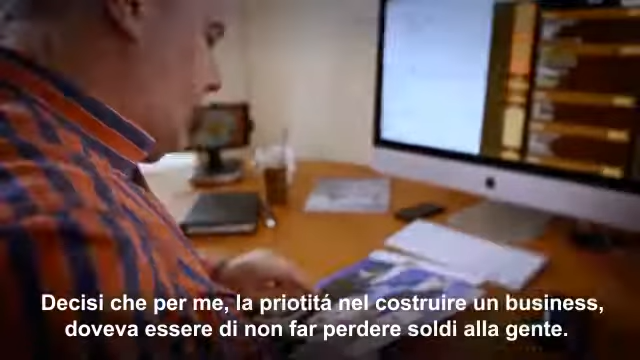 Decisi che per me, la priotitá nel costruire un business,
doveva essere di non far perdere soldi alla gente.